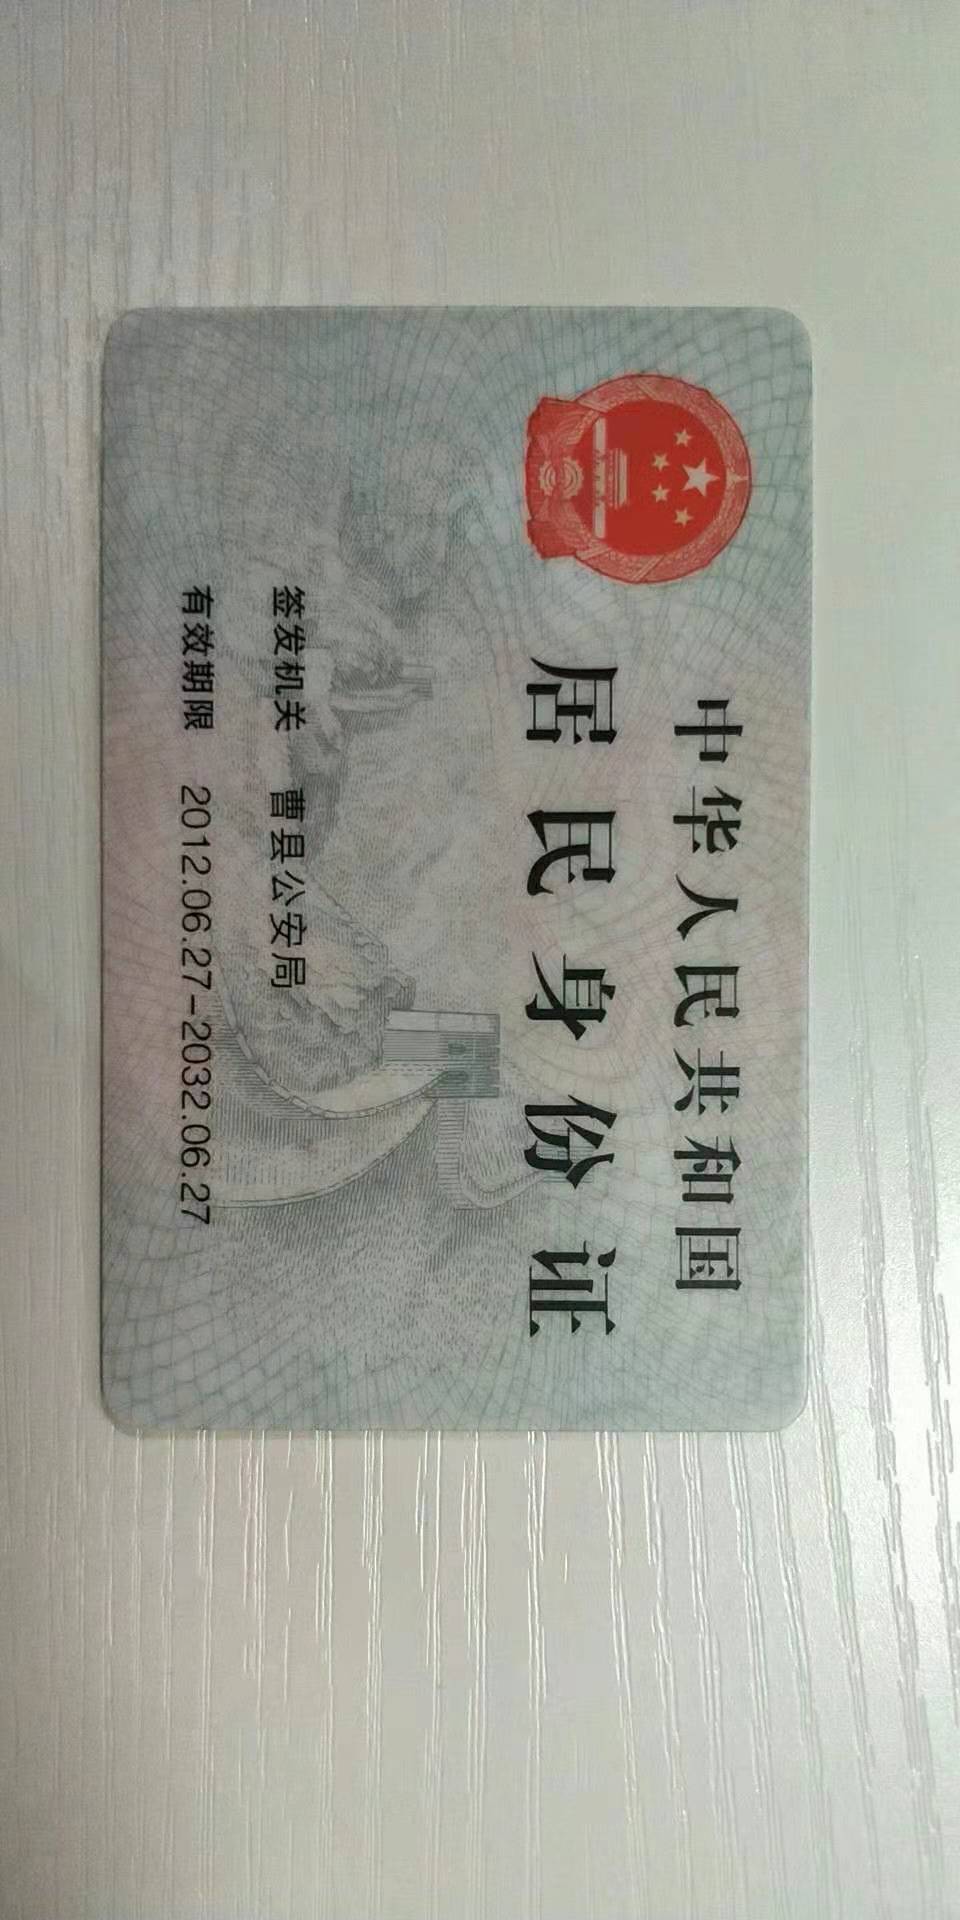 中华人民共和国
居民身份证
签发机关 曹县公安局
有效期限 2012.06.27-2032.06.27